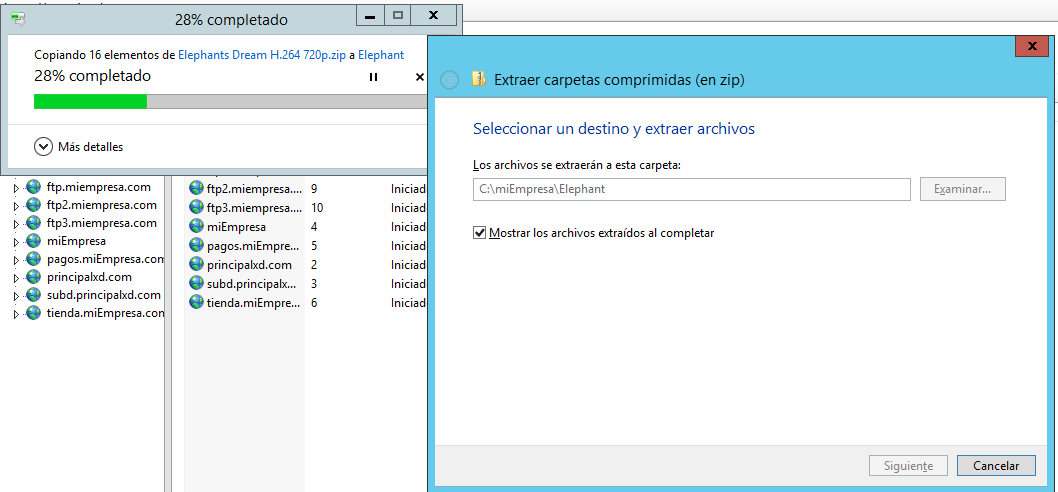 28% completado
Copiando 16 elementos de Elephants Dream H.264 720p.zip a Elephant
28% completado
Más detalles
Extraer carpetas comprimidas (en zip)
Seleccionar un destino y extraer archivos
Los archivos se extraerán a esta carpeta:
C:\miEmpresa\Elephant
Examinar...
Mostrar los archivos extraídos al completar
Siguiente
Cancelar
ftp.miempresa.com
ftp2.miempresa.com
ftp3.miempresa.com
miEmpresa
pagos.miEmpresa.com
principalxd.com
subd.principalxd.com
tienda.miEmpresa.con
ftp2.miempresa.... 9 Iniciad
ftp3.miempresa.... 10 Iniciad
miEmpresa 4 Iniciad
pagos.miEmpre... 5 Iniciad
principalxd.com 2 Iniciad
subd.principalx... 3 Iniciad
tienda.miEmpre... 6 Iniciad